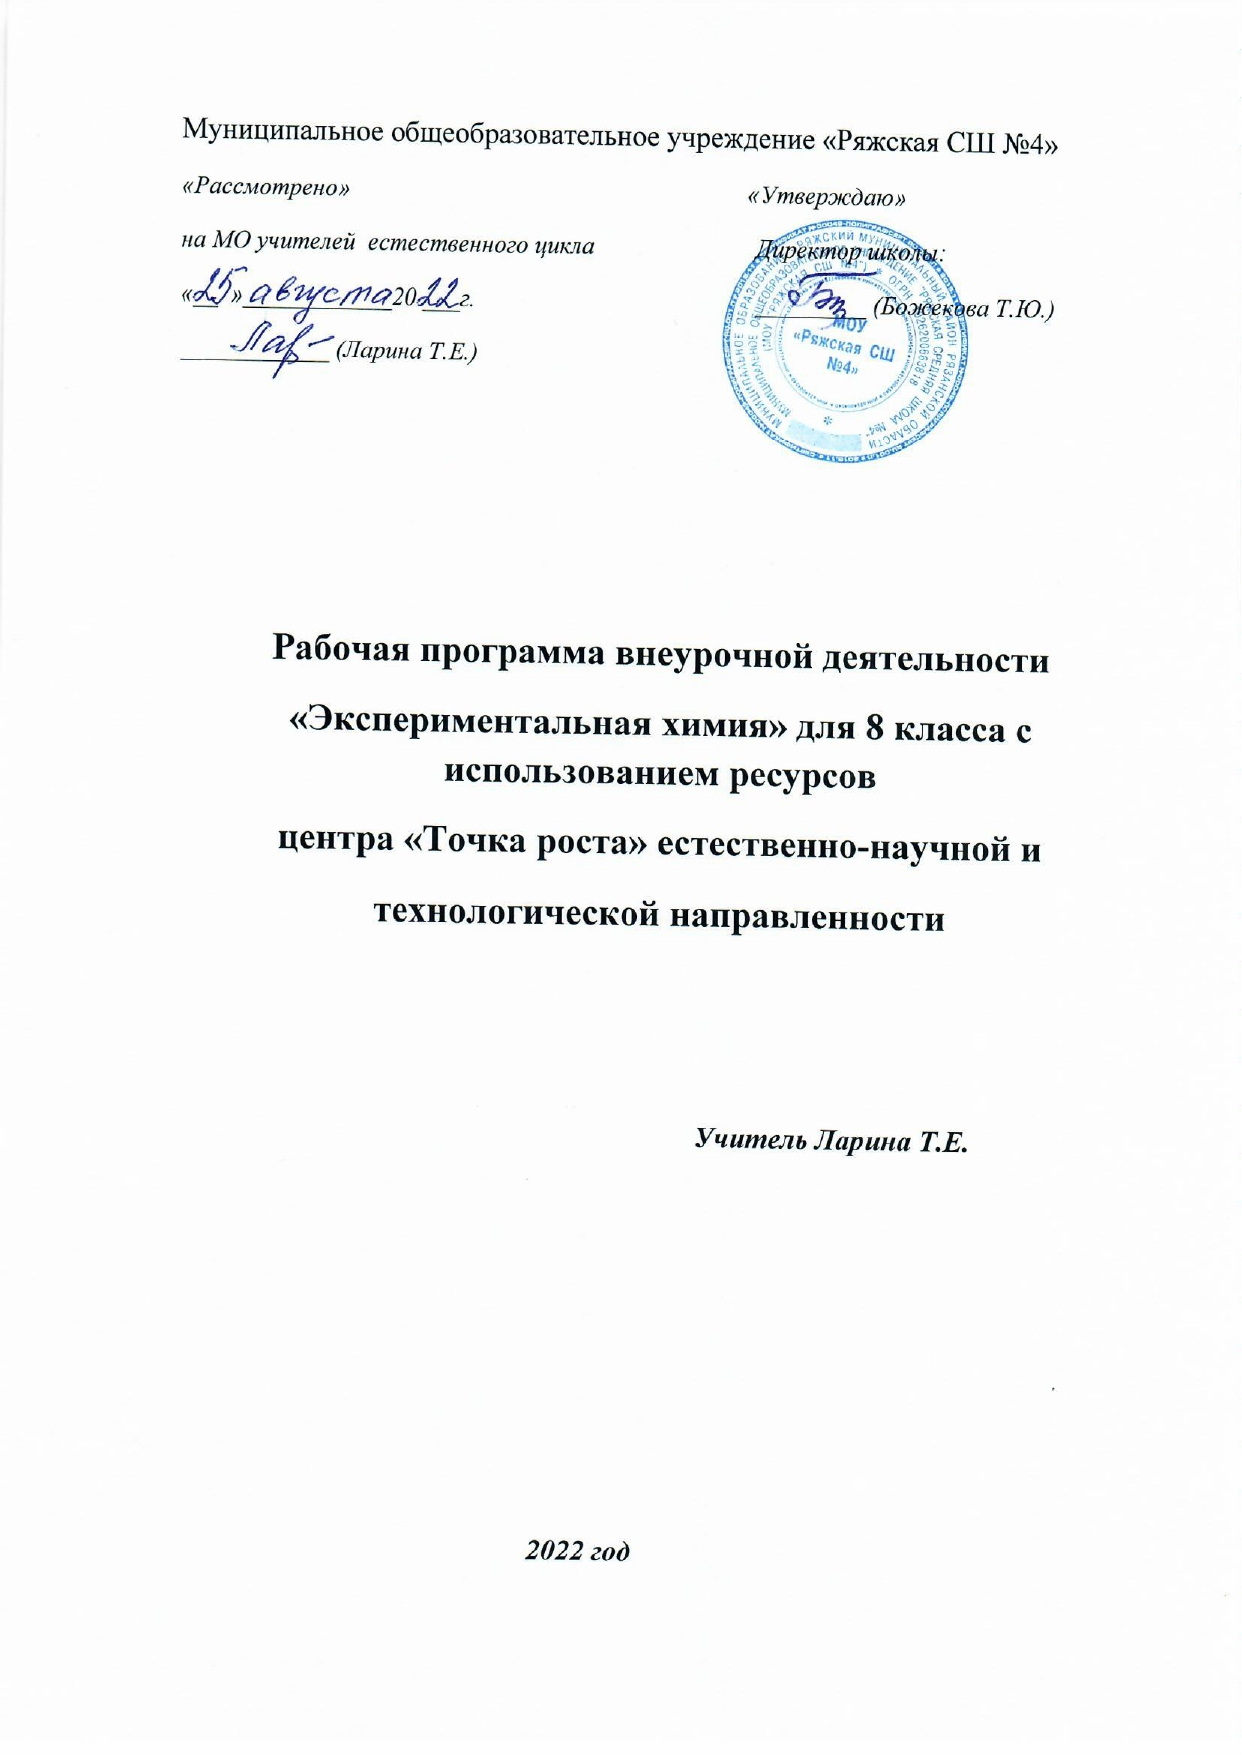 Муниципальное общеобразовательное учреждение «Ряжская СШ №4»
«Рассмотрено»
«Утверждаю»
на МО учителей естественного цикла
Директор школы:
«25» августа 2022г.
(Божекова Т.Ю.)
Лар (Ларина Т.Е.)
МОУ
«Ряжская СШ
№4»
Рабочая программа внеурочной деятельности
«Экспериментальная химия» для 8 класса с
использованием ресурсов
центра «Точка роста» естественно-научной и
технологической направленности
Учитель Ларина Т.Е.
2022 год